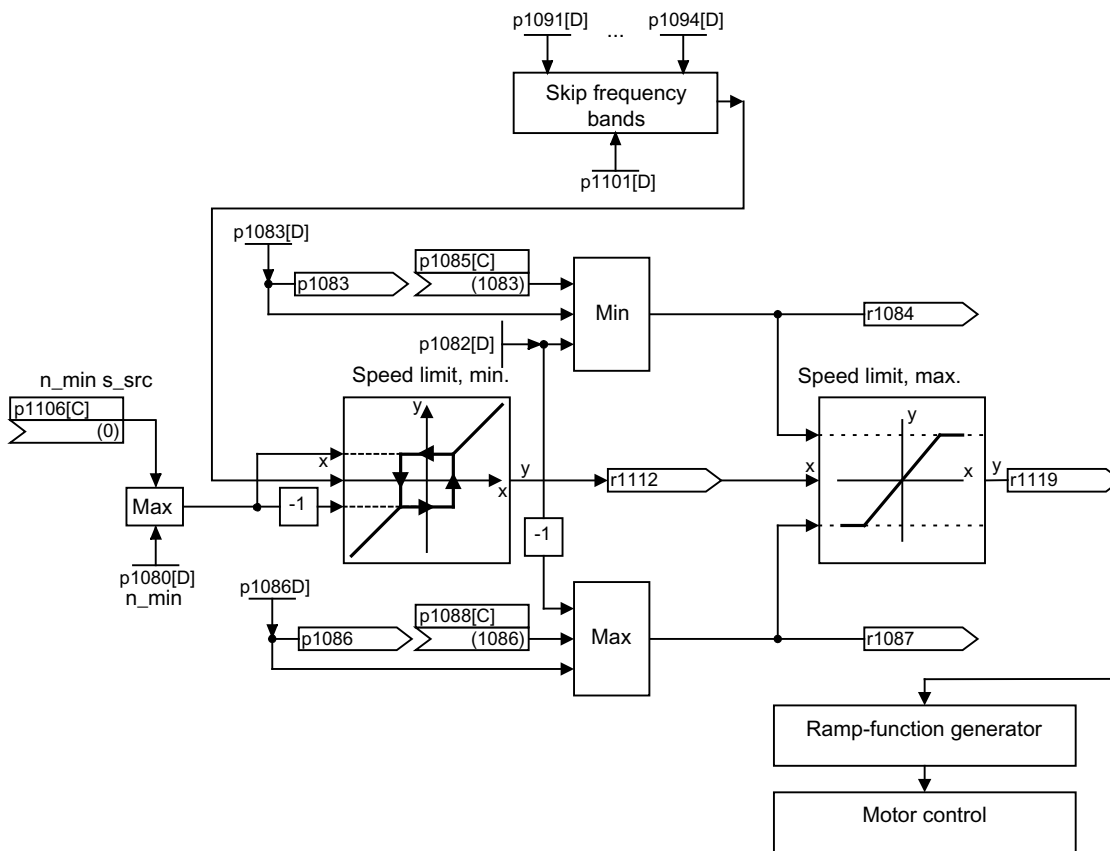 p1091[D] ... p1094[D]
Skip frequency
bands
p1101[D]
p1083[D]
p1083
p1085[C]
(1083)
Min
r1084
p1082[D]
n_min s_src
p1106[C]
(0)
Speed limit, min.
y
x
x
y
Speed limit, max.
y
x
x
y
r1112
r1119
Max
-1
-1
p1080[D]
n_min
p1086D]
p1086
p1088[C]
(1086)
Max
r1087
Ramp-function generator
Motor control